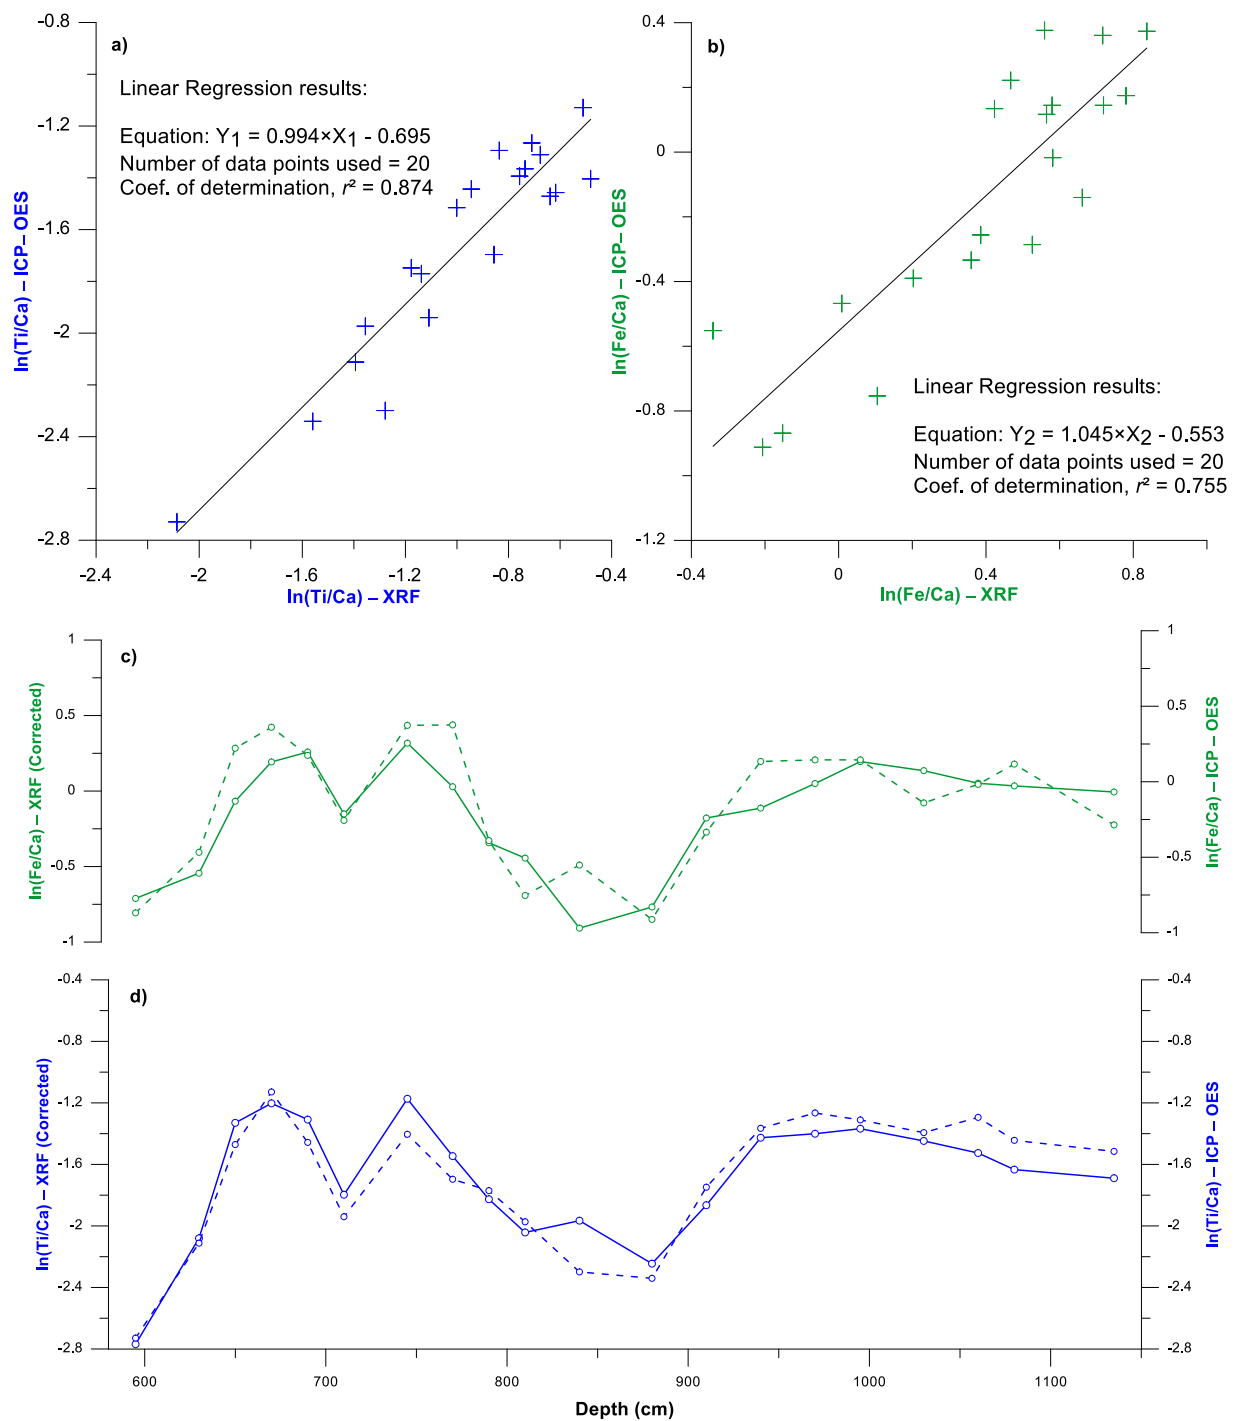 a)
Linear Regression results:
Equation: Y1 = 0.994×X1 - 0.695
Number of data points used = 20
Coef. of determination, r² = 0.874
ln(Ti/Ca) – ICP – OES
-0.8
-1.2
-1.6
-2
-2.4
-2.8
-2.4
-2
-1.6
-1.2
-0.8
-0.4
ln(Ti/Ca) – XRF
b)
ln(Fe/Ca) – ICP – OES
0.4
0
-0.4
-0.8
-1.2
Linear Regression results:
Equation: Y2 = 1.045×X2 - 0.553
Number of data points used = 20
Coef. of determination, r² = 0.755
-0.4
0
0.4
0.8
ln(Fe/Ca) – XRF
c)
ln(Fe/Ca) – XRF (Corrected)
1
0.5
0
-0.5
-1
1
0.5
0
-0.5
-1
ln(Fe/Ca) – ICP – OES
d)
ln(Ti/Ca) – XRF (Corrected)
-0.4
-0.8
-1.2
-1.6
-2
-2.4
-2.8
-0.4
-0.8
-1.2
-1.6
-2
-2.4
-2.8
ln(Ti/Ca) – ICP – OES
600
700
800
900
1000
1100
Depth (cm)